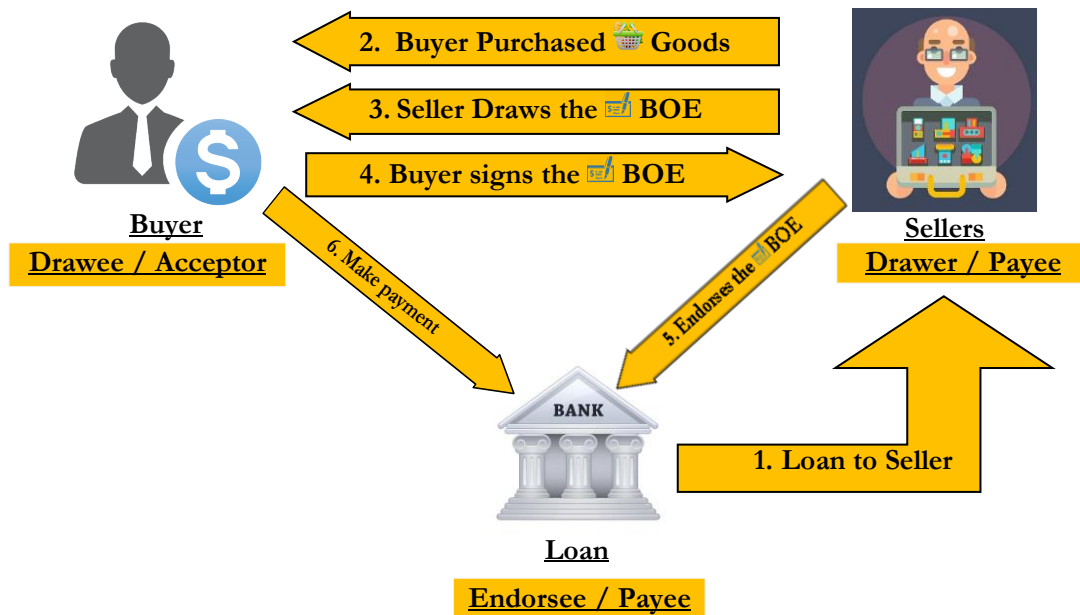 2. Buyer Purchased Goods
3. Seller Draws the BOE
4. Buyer signs the BOE
Buyer
Drawee / Acceptor
Sellers
Drawer / Payee
6. Make payment
5. Endorses the BOE
BANK
1. Loan to Seller
Loan
Endorsee / Payee